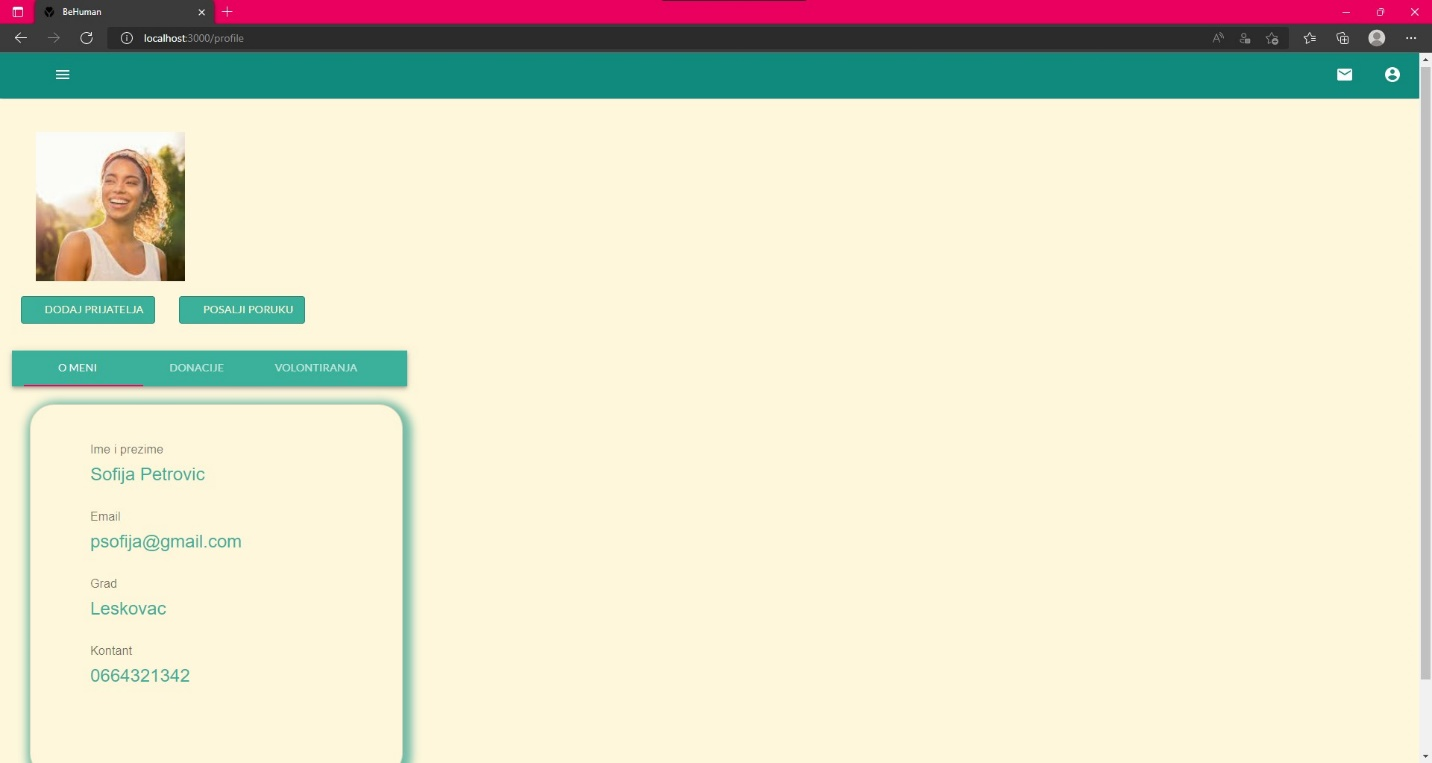 BeHuman
localhost:3000/profile
DODAJ PRIJATELJA
POSALJI PORUKU
O MENI
DONACIJE
VOLONTIRANJA
Ime i prezime
Sofija Petrovic
Email
psofija@gmail.com
Grad
Leskovac
Kontant
0664321342